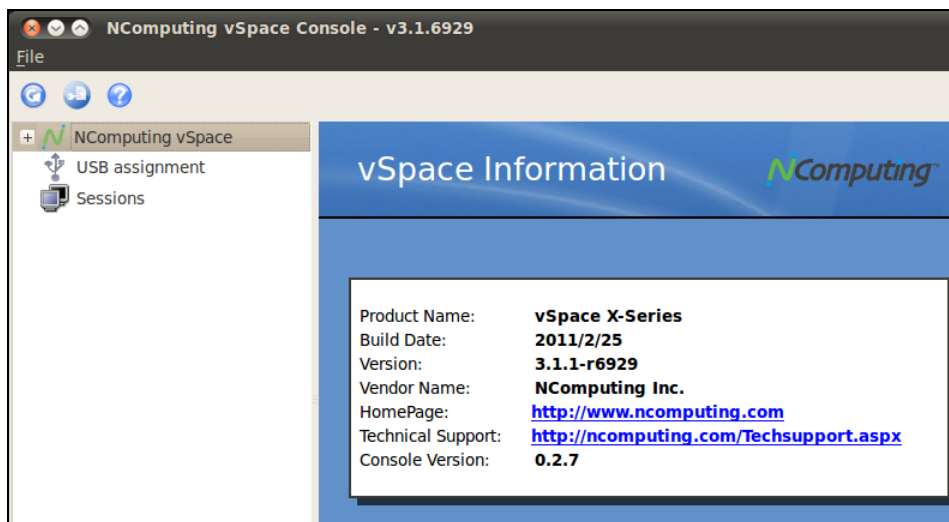 NComputing vSpace Console - v3.1.6929
File
NComputing vSpace
USB assignment
Sessions
vSpace Information
NComputing™
Product Name: vSpace X-Series
Build Date: 2011/2/25
Version: 3.1.1-r6929
Vendor Name: NComputing Inc.
HomePage: http://www.ncomputing.com
Technical Support: http://ncomputing.com/Techsupport.aspx
Console Version: 0.2.7